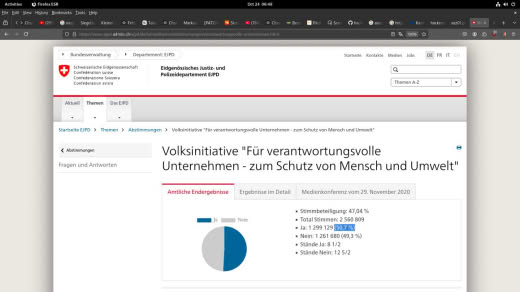 Activities
Firefox ESR
Oct 24 08:48
File Edit View History Bookmarks Tools Help
Bundesverwaltung
Departement: EJPD
Startseite Kontakte Medien Jobs DE FR IT
Schweizerische Eidgenossenschaft
Confédération suisse
Confederazione Svizzera
Confederaziun svizra
Eidgenössisches Justiz- und
Polizeidepartement EJPD
Themen A-Z
Aktuell Themen Das EJPD
Startseite EJPD Themen Abstimmungen Volksinitiative "Für verantwortungsvolle Unternehmen - zum Schutz von Mensch und Umwelt"
Abstimmungen
Fragen und Antworten
Volksinitiative "Für verantwortungsvolle
Unternehmen - zum Schutz von Mensch und Umwelt"
Amtliche Endergebnisse Ergebnisse im Detail Medienkonferenz vom 29. November 2020
Ja Nein
Stimmbeteiligung: 47,04 %
Total Stimmen: 2 560 809
Ja: 1 299 129 (50,7 %)
Nein: 1 261 680 (49,3 %)
Stände Ja: 8 1/2
Stände Nein: 12 5/2